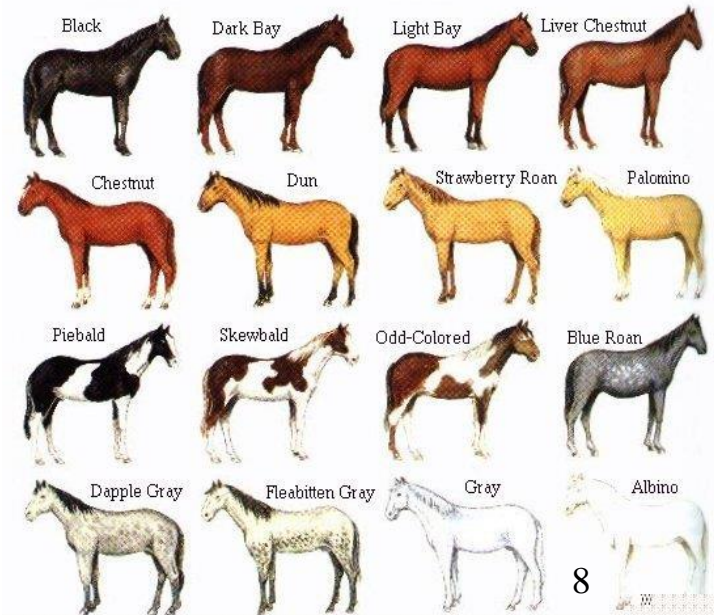 Black
Dark Bay
Light Bay
Liver Chestnut
Chestnut
Dun
Strawberry Roan
Palomino
Piebald
Skewbald
Odd-Colored
Blue Roan
Dapple Gray
Fleabitten Gray
Gray
Albino
8